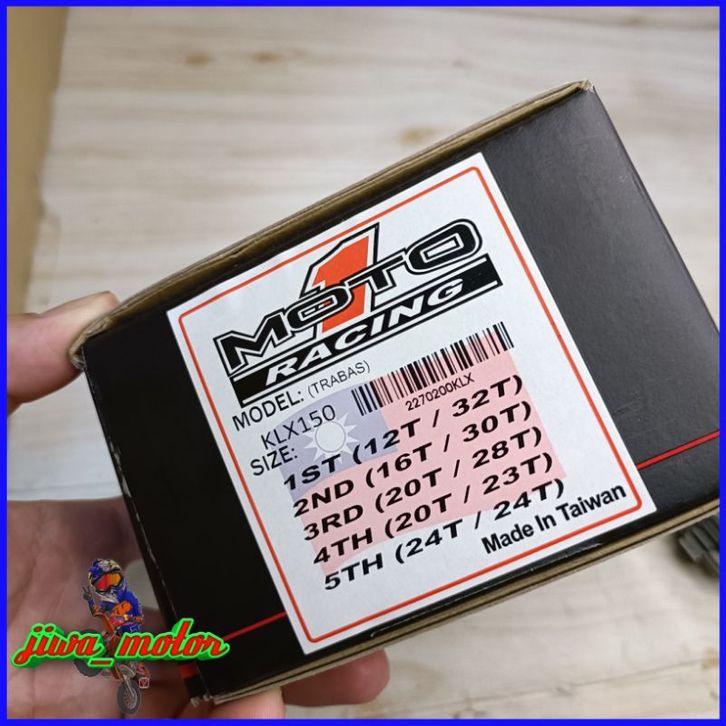 MOTO 1
RACING
MODEL: (TRABAS)
KLX150
2270200KLX
SIZE:
1ST (12T / 32T)
2ND (16T / 30T)
3RD (20T / 28T)
4TH (20T / 23T)
5TH (24T / 24T)
Made In Taiwan
jiwa_motor